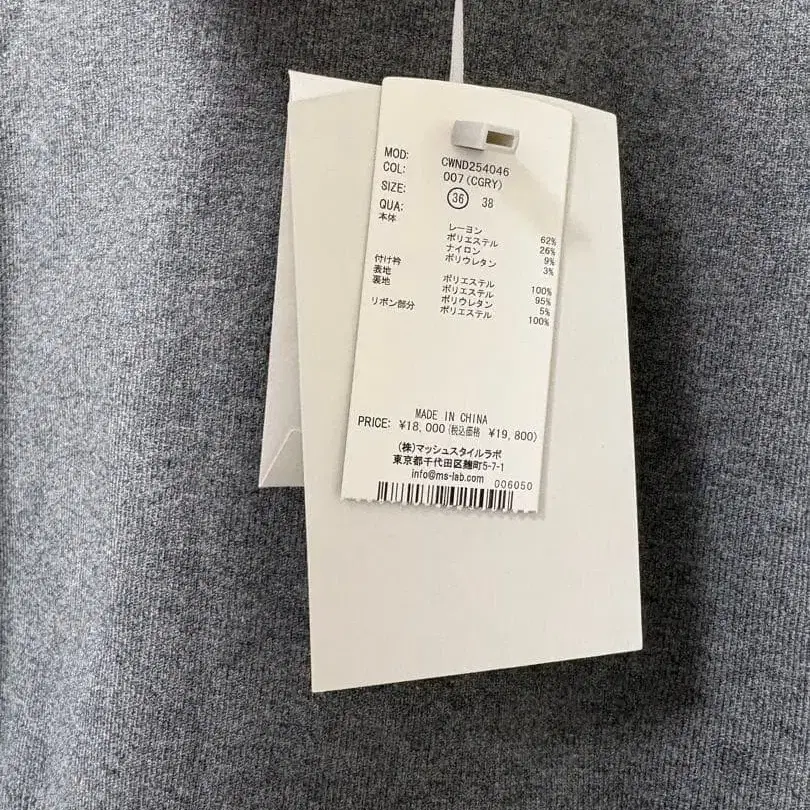 MOD: CWND254046
COL: 007(CGRY)
SIZE: 36 38
QUA:
本体
レーヨン 62%
ポリエステル 26%
ナイロン 9%
ポリウレタン 3%
付け衿
表地 ポリエステル 100%
裏地 ポリエステル 95%
ポリウレタン 5%
リボン部分 ポリエステル 100%
MADE IN CHINA
PRICE: ¥18,000(税込価格 ¥19,800)
(株)マッシュスタイルラボ
東京都千代田区麹町5-7-1
info@ms-lab.com 006050